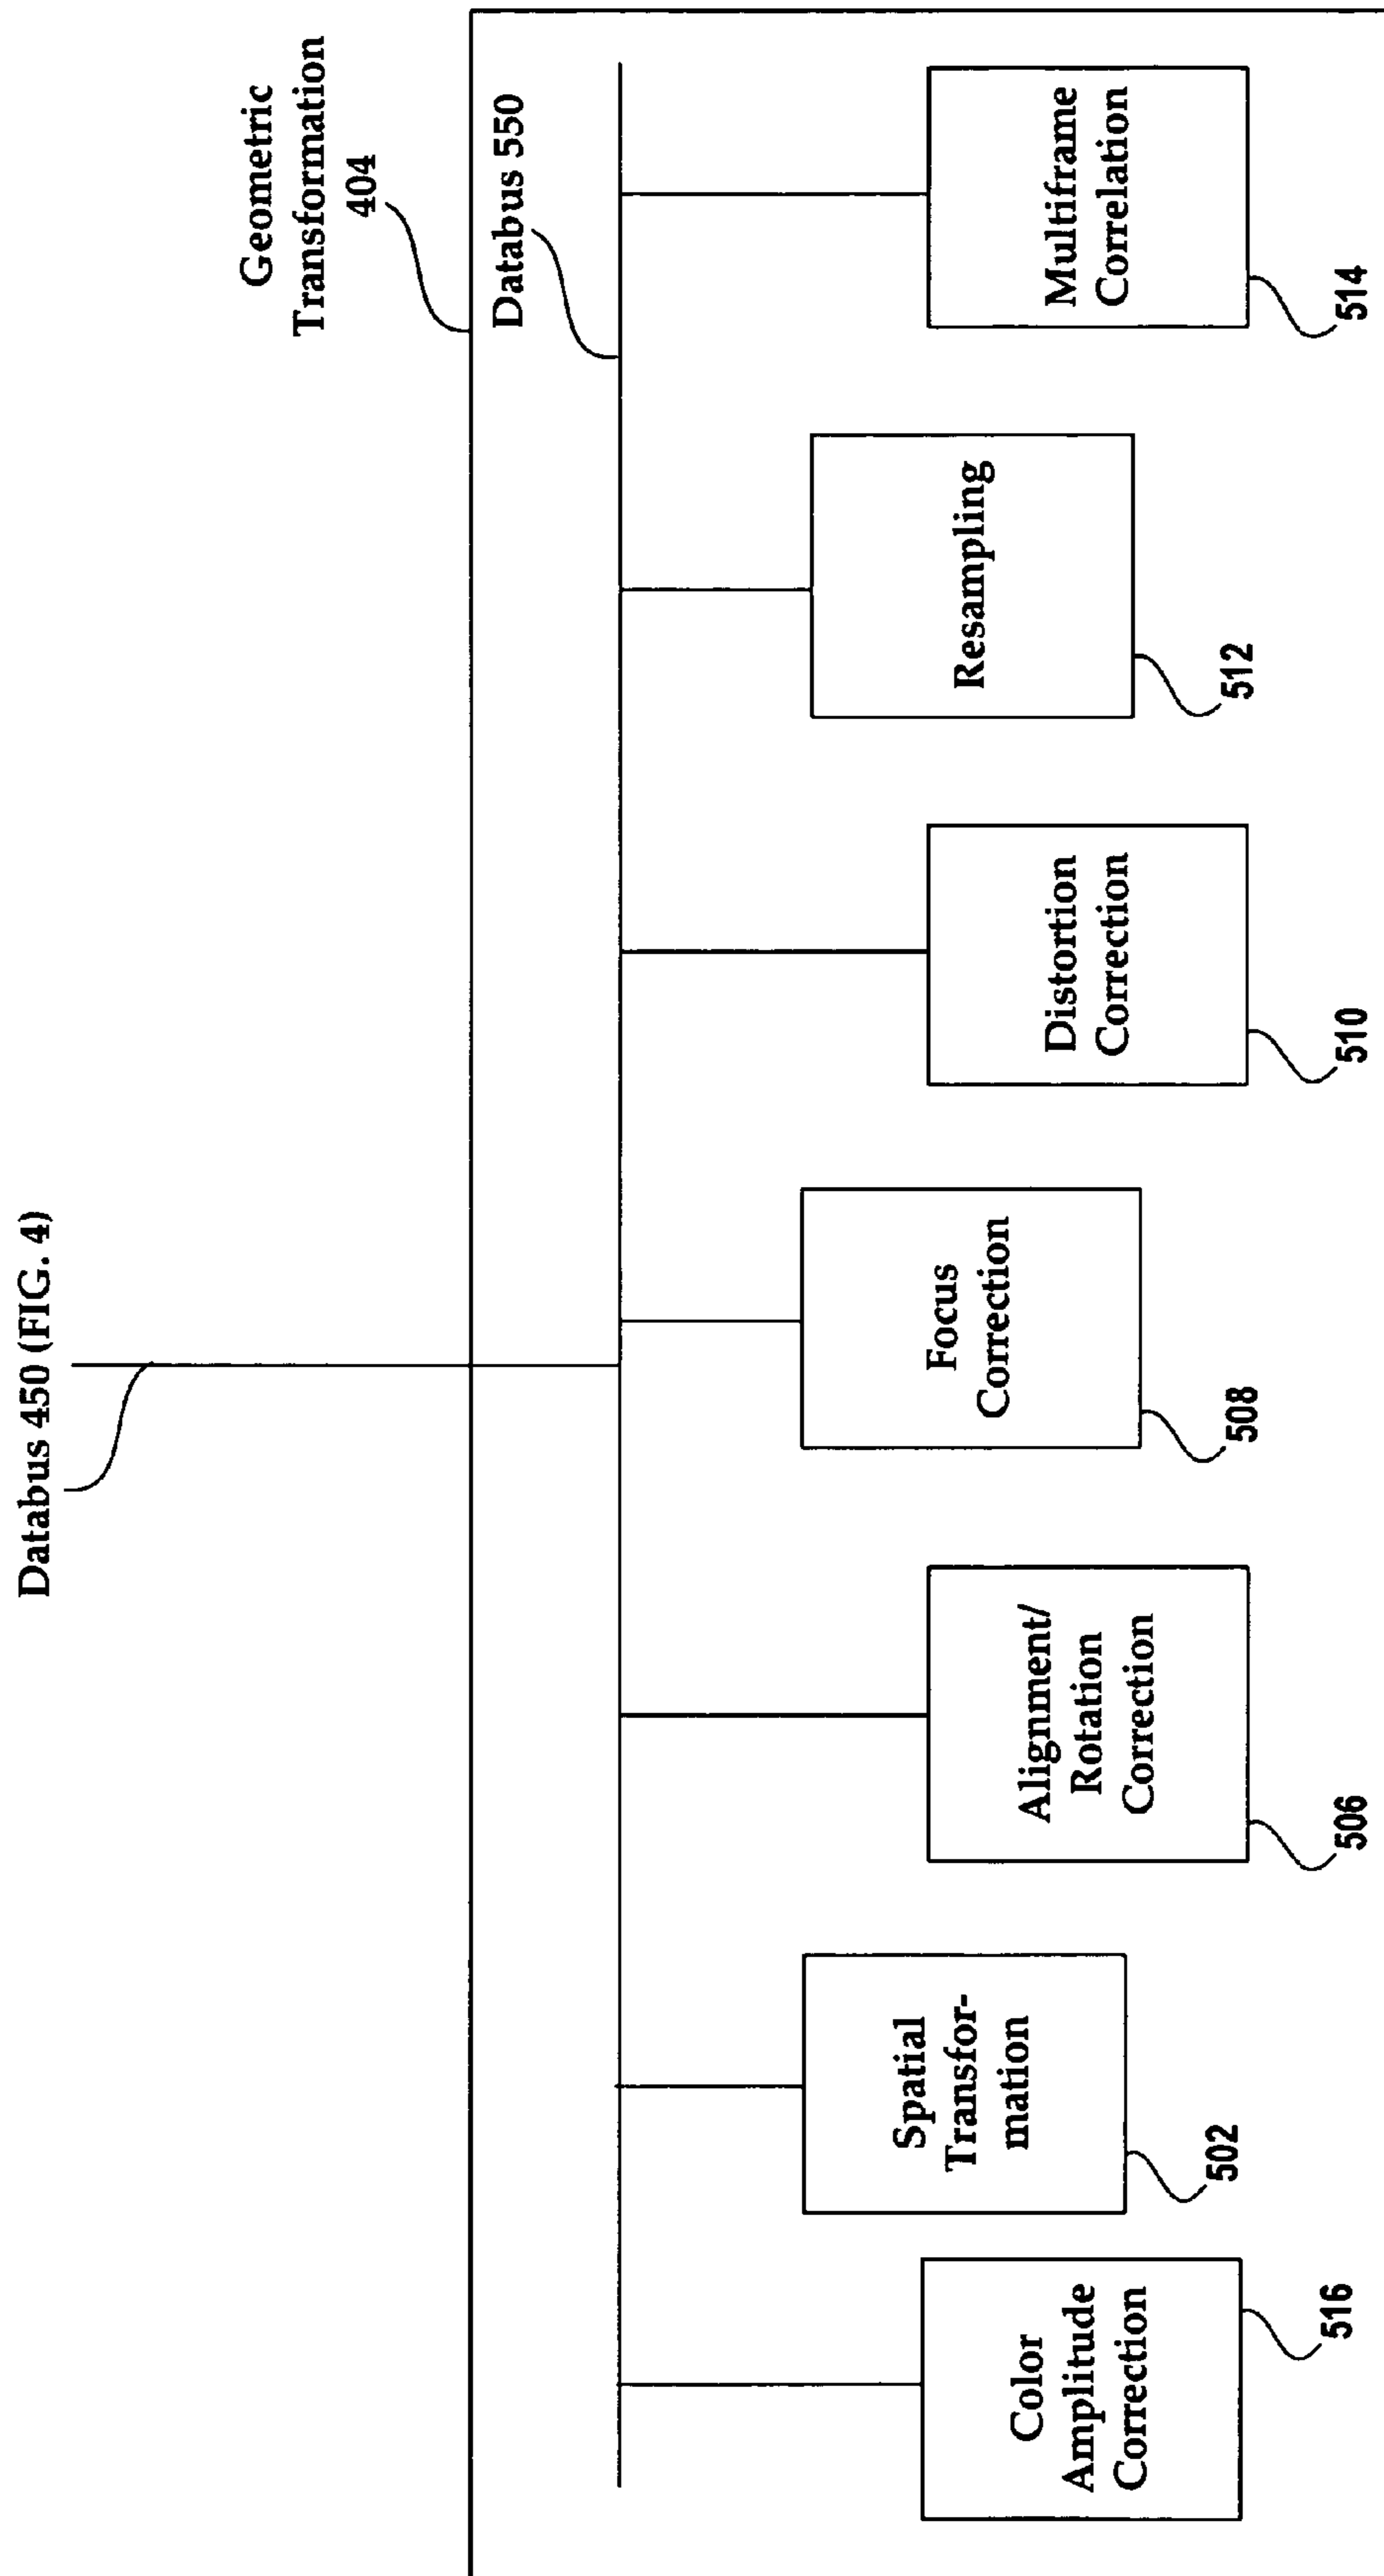 Databus 450 (FIG. 4)
Geometric
Transformation
404
Databus 550
Color
Amplitude
Correction
516
Spatial
Transfor-
mation
502
Alignment/
Rotation
Correction
506
Focus
Correction
508
Distortion
Correction
510
Resampling
512
Multiframe
Correlation
514